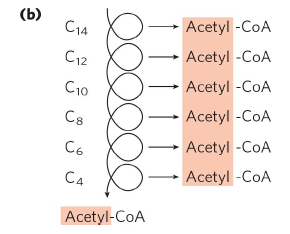 (b)
C14 Acetyl -CoA
C12 Acetyl -CoA
C10 Acetyl -CoA
C8 Acetyl -CoA
C6 Acetyl -CoA
C4 Acetyl -CoA
Acetyl-CoA